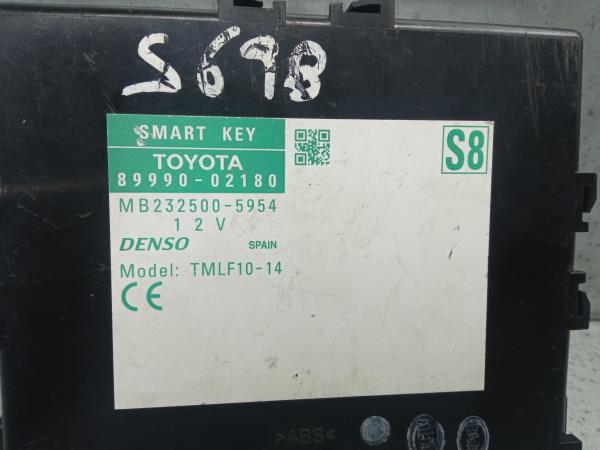 S698
SMART KEY
TOYOTA
89990-02180
S8
MB232500-5954
12V
DENSO SPAIN
Model: TMLF10-14
CE
>ABS<